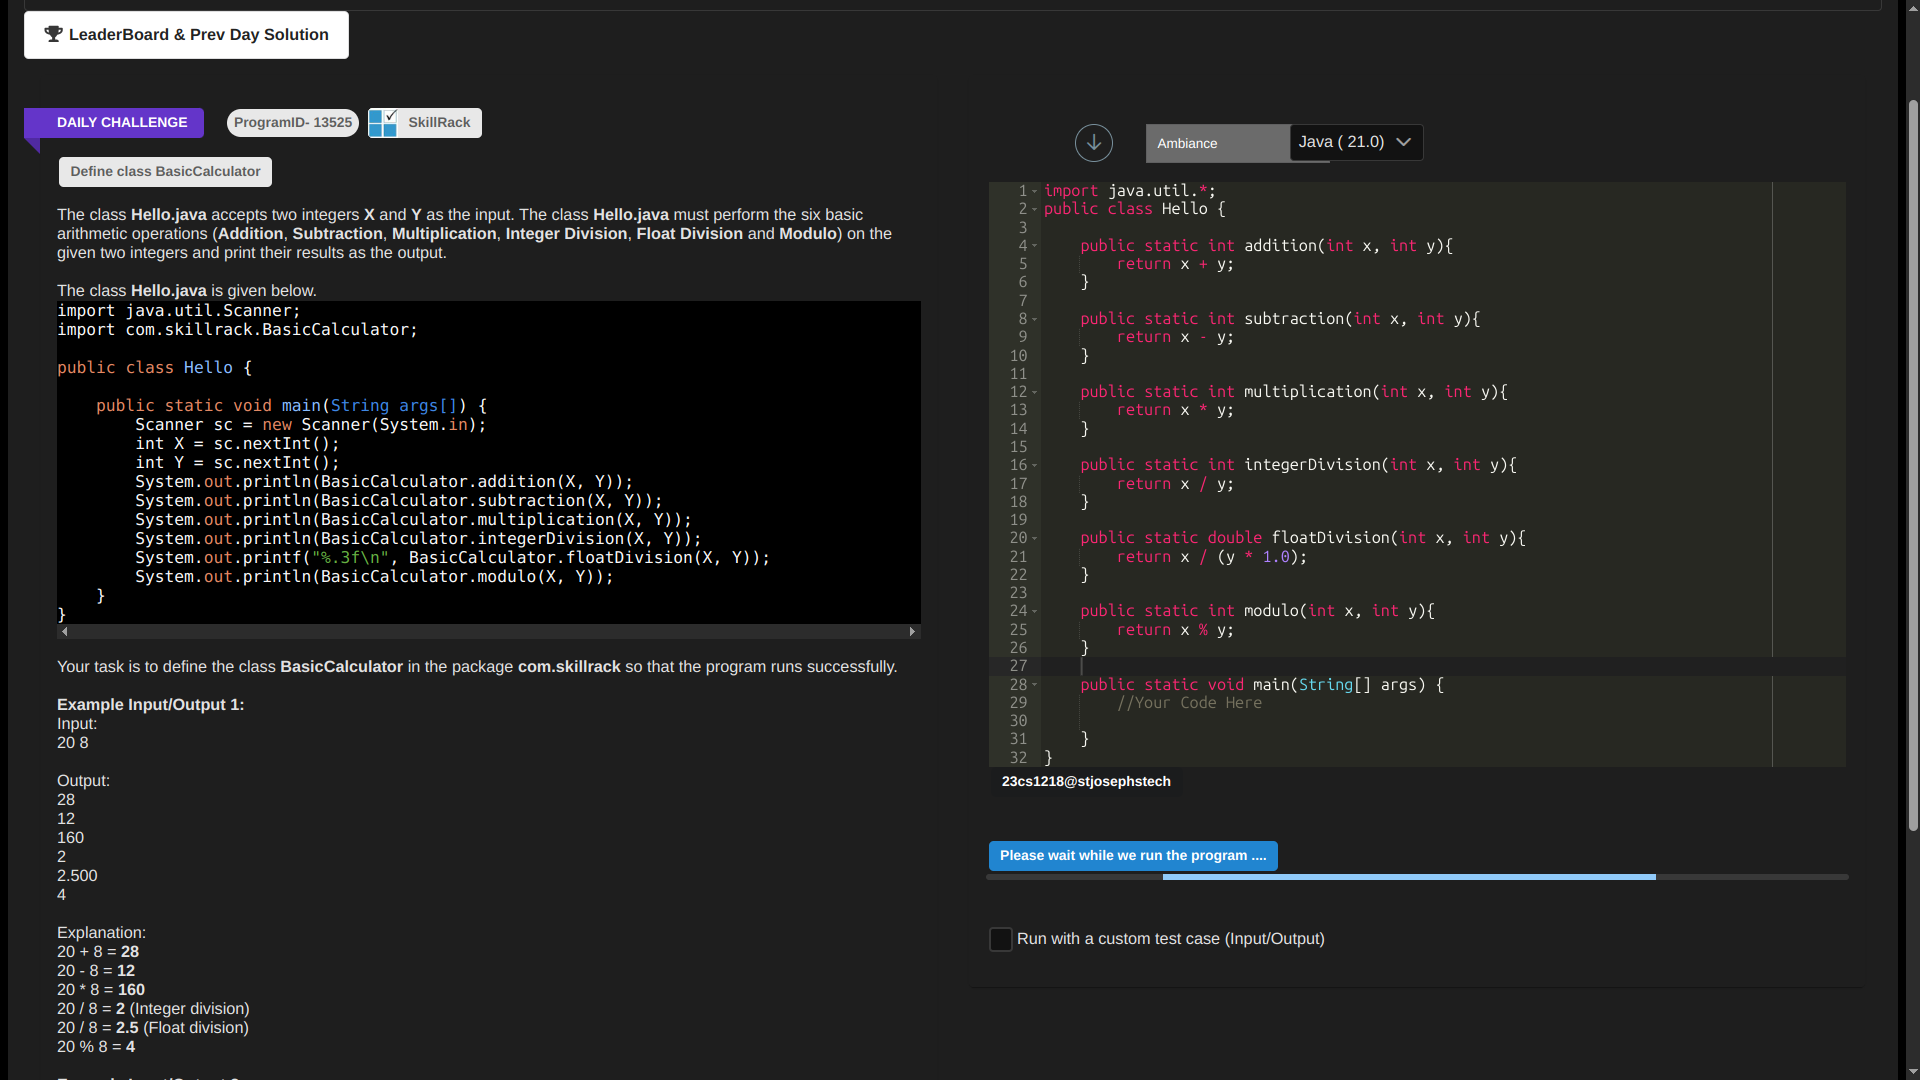 LeaderBoard & Prev Day Solution
DAILY CHALLENGE
ProgramID- 13525
SkillRack
Define class BasicCalculator
The class Hello.java accepts two integers X and Y as the input. The class Hello.java must perform the six basic
arithmetic operations (Addition, Subtraction, Multiplication, Integer Division, Float Division and Modulo) on the
given two integers and print their results as the output.
The class Hello.java is given below.
import java.util.Scanner;
import com.skillrack.BasicCalculator;
public class Hello {
public static void main(String args[]) {
Scanner sc = new Scanner(System.in);
int X = sc.nextInt();
int Y = sc.nextInt();
System.out.println(BasicCalculator.addition(X, Y));
System.out.println(BasicCalculator.subtraction(X, Y));
System.out.println(BasicCalculator.multiplication(X, Y));
System.out.println(BasicCalculator.integerDivision(X, Y));
System.out.printf("%.3f\n", BasicCalculator.floatDivision(X, Y));
System.out.println(BasicCalculator.modulo(X, Y));
}
}
Your task is to define the class BasicCalculator in the package com.skillrack so that the program runs successfully.
Example Input/Output 1:
Input:
20 8
Output:
28
12
160
2
2.500
4
Explanation:
20 + 8 = 28
20 - 8 = 12
20 * 8 = 160
20 / 8 = 2 (Integer division)
20 / 8 = 2.5 (Float division)
20 % 8 = 4
Ambiance
Java ( 21.0)
1 import java.util.*;
2 public class Hello {
3
4 public static int addition(int x, int y){
5 return x + y;
6 }
7
8 public static int subtraction(int x, int y){
9 return x - y;
10 }
11
12 public static int multiplication(int x, int y){
13 return x * y;
14 }
15
16 public static int integerDivision(int x, int y){
17 return x / y;
18 }
19
20 public static double floatDivision(int x, int y){
21 return x / (y * 1.0);
22 }
23
24 public static int modulo(int x, int y){
25 return x % y;
26 }
27
28 public static void main(String[] args) {
29 //Your Code Here
30
31 }
32 }
23cs1218@stjosephstech
Please wait while we run the program ....
Run with a custom test case (Input/Output)